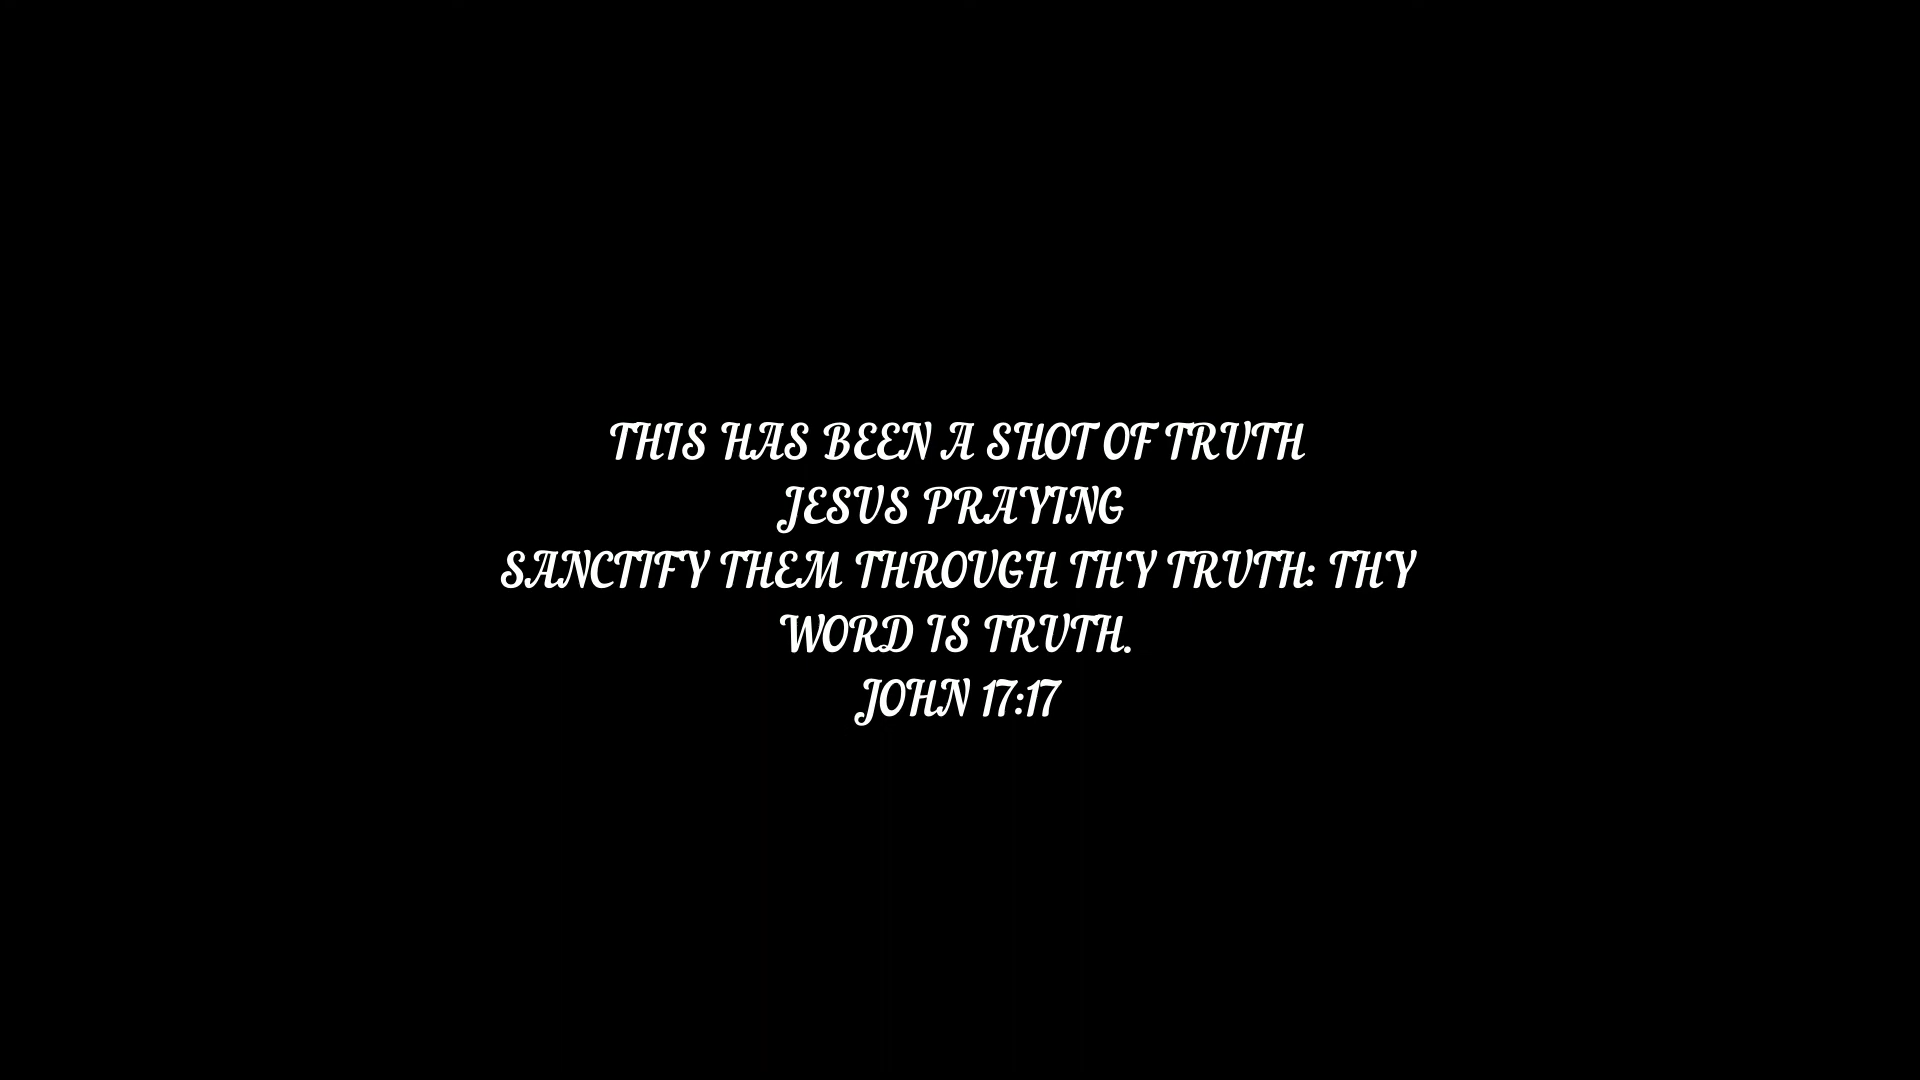 THIS HAS BEEN A SHOT OF TRUTH
JESUS PRAYING
SANCTIFY THEM THROUGH THY TRUTH: THY
WORD IS TRUTH.
JOHN 17:17